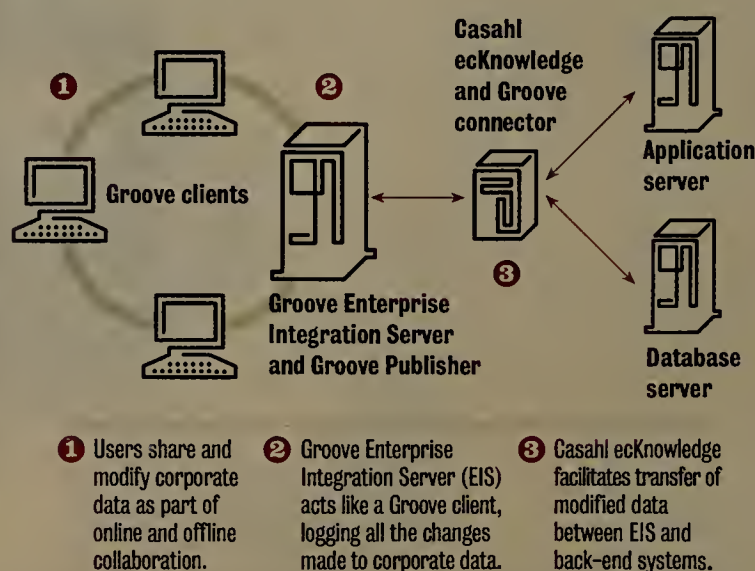 Casahl
ecKnowledge
and Groove
connector
1
2
Application
server
Groove clients
3
Groove Enterprise
Integration Server
and Groove Publisher
Database
server
1 Users share and
modify corporate
data as part of
online and offline
collaboration.
2 Groove Enterprise
Integration Server (EIS)
acts like a Groove client,
logging all the changes
made to corporate data.
3 Casahl ecKnowledge
facilitates transfer of
modified data
between EIS and
back-end systems.